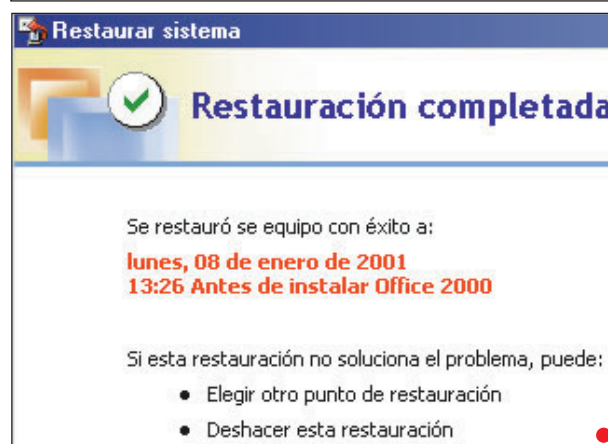 Restaurar sistema
Restauración completada
Se restauró se equipo con éxito a:
lunes, 08 de enero de 2001
13:26 Antes de instalar Office 2000
Si esta restauración no soluciona el problema, puede:
• Elegir otro punto de restauración
• Deshacer esta restauración